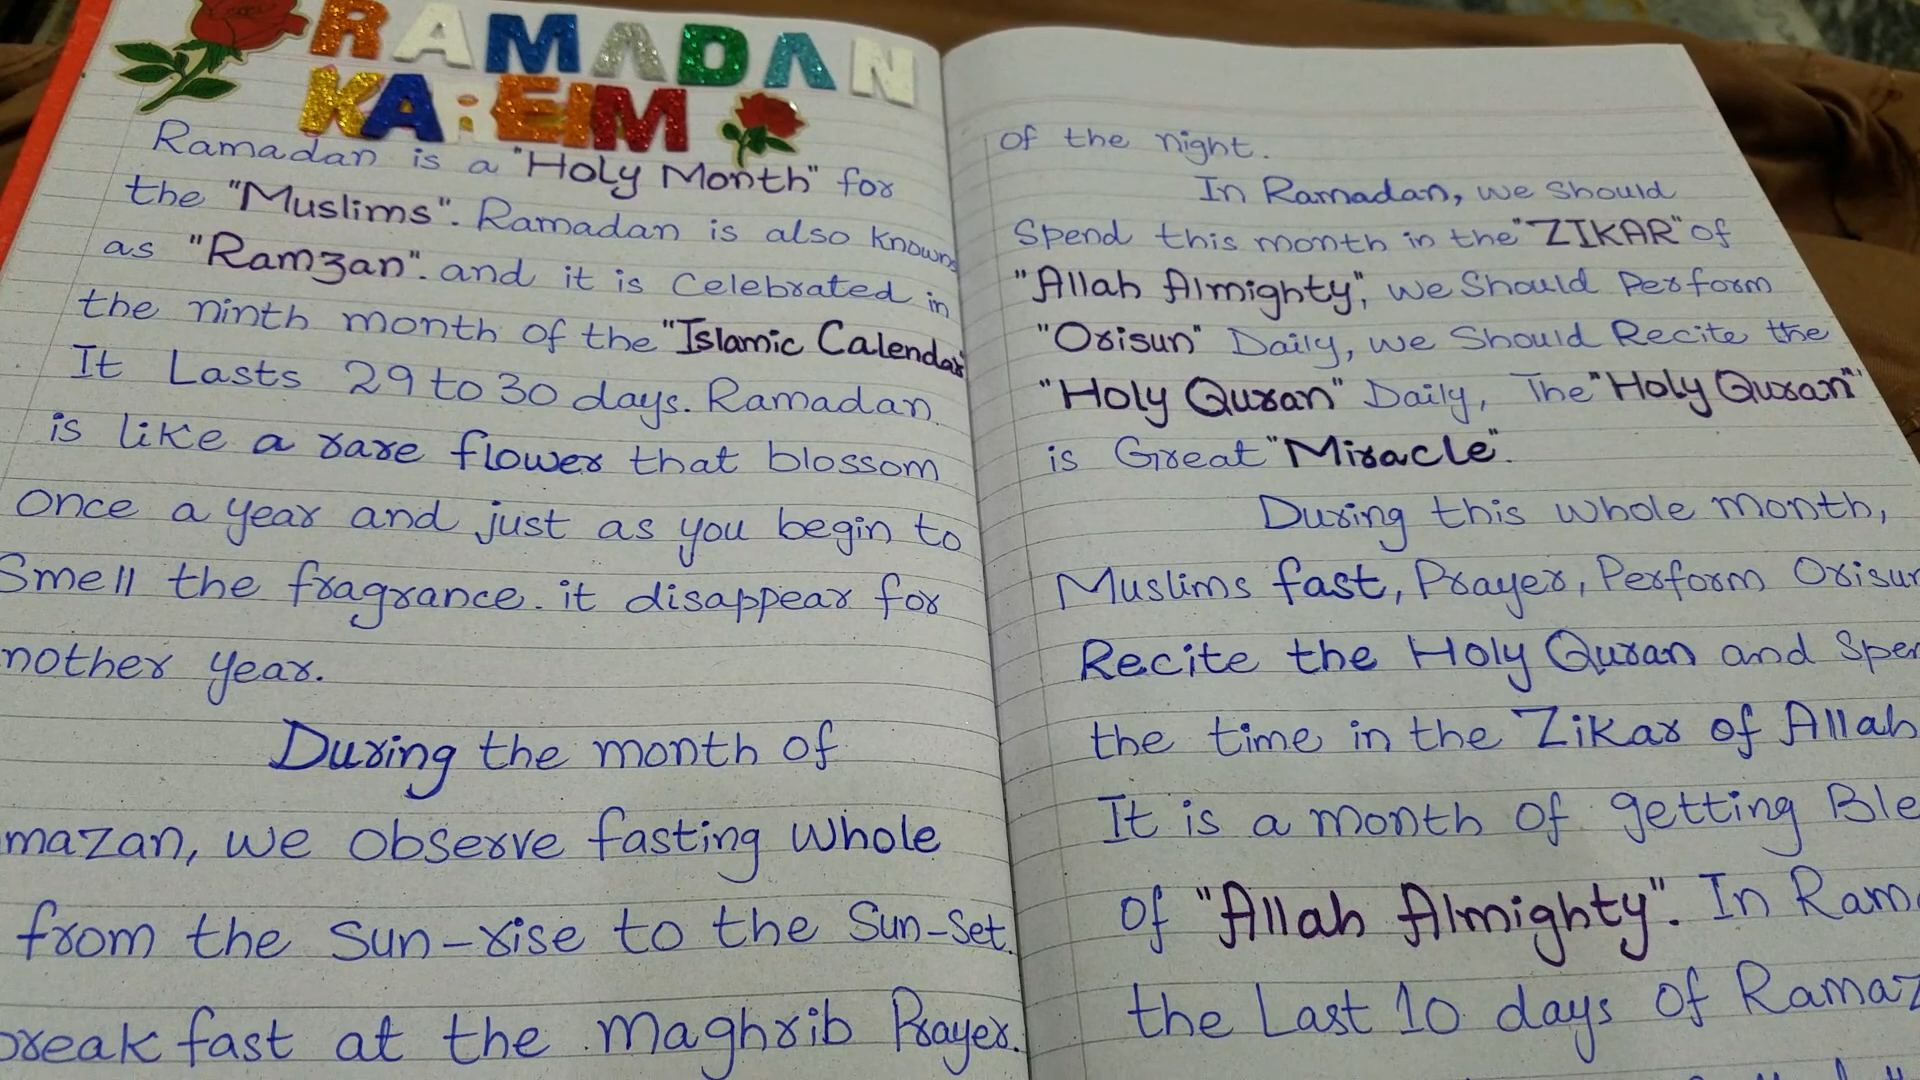 RAMADAN
KAREIM
Ramadan is a "Holy Month" for
the "Muslims". Ramadan is also known
as "Ramzan". and it is Celebrated in
the ninth month of the "Islamic Calendar
It Lasts 29 to 30 days. Ramadan
is like a rare flower that blossom
Once a year and just as you begin to
Smell the fragrance. it disappear for
nother year.
During the month of
mazan, we observe fasting whole
from the Sun-rise to the Sun-Set.
break fast at the maghrib Prayer.
of the night.
In Ramadan, we Should
Spend this month in the "ZIKAR" of
"Allah Almighty", we Should Perform
"Orisun" Daily, we Should Recite the
"Holy Quran" Daily, The "Holy Quran"
is Great "Miracle".
During this whole month,
Muslims fast, Prayer, Perform Orisun
Recite the Holy Quran and Spen
the time in the Zikar of Allah
It is a month of getting Ble
of "Allah Almighty". In Rama
the Last 10 days of Ramaz